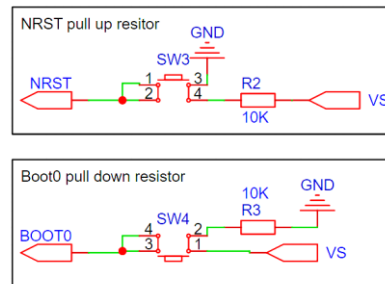 NRST pull up resitor
GND
SW3
NRST
1
3
2
4
R2
10K
VS
Boot0 pull down resistor
10K
GND
R3
SW4
4
2
BOOT0
3
1
VS